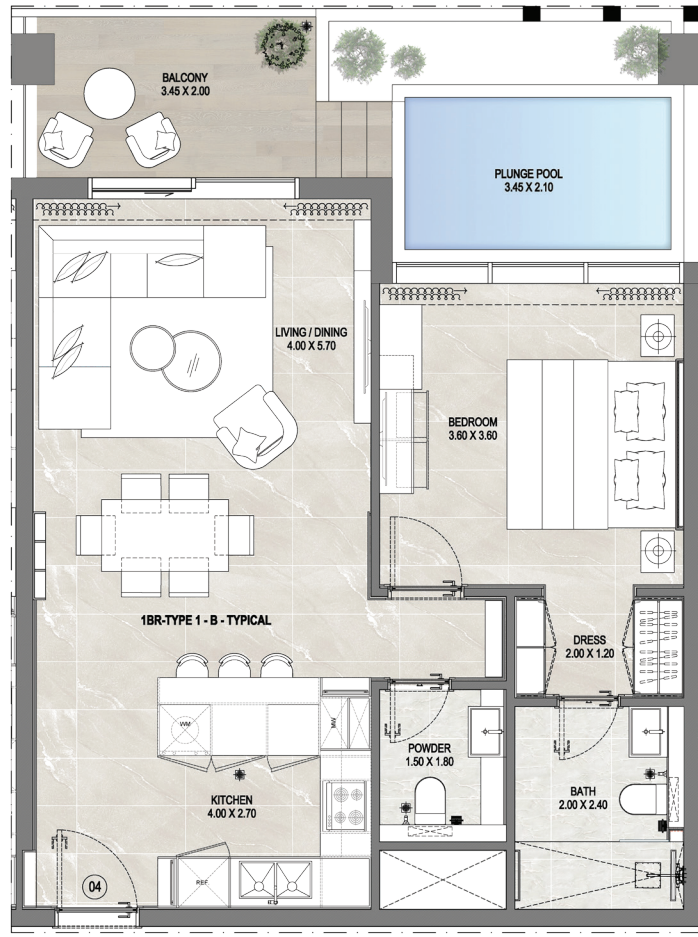 BALCONY
3.45 X 2.00
PLUNGE POOL
3.45 X 2.10
LIVING / DINING
4.00 X 5.70
BEDROOM
3.60 X 3.60
1BR-TYPE 1 - B - TYPICAL
DRESS
2.00 X 1.20
WM
MW
POWDER
1.50 X 1.80
KITCHEN
4.00 X 2.70
BATH
2.00 X 2.40
04
REF